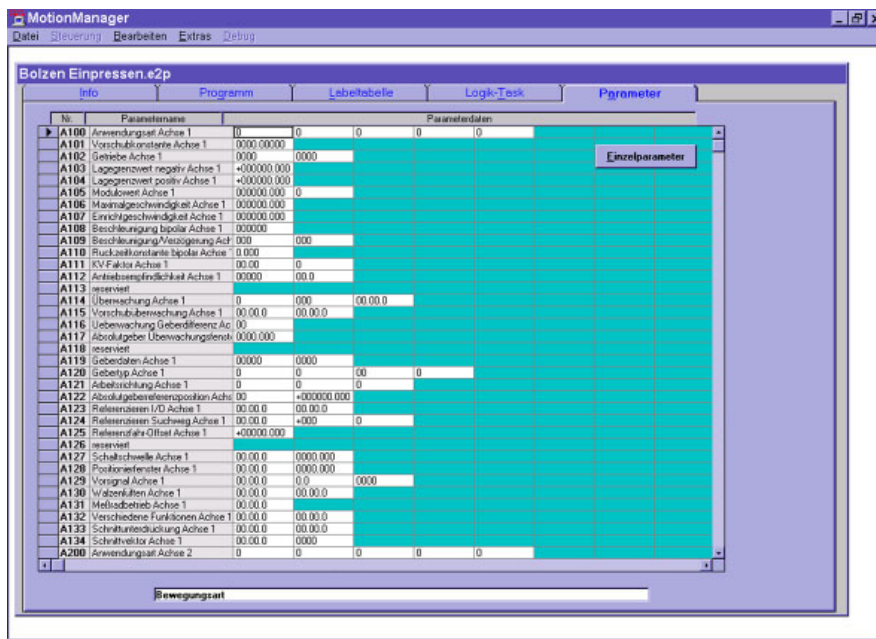 MotionManager
Datei Steuerung Bearbeiten Extras Debug
Bolzen Einpressen.e2p
Info Programm Labeltabelle Logik-Task Parameter
Nr. Parametername Parameterdaten
A100 Anwendungsart Achse 1 0 0 0 0
Einzelparameter
A101 Vorschubkonstante Achse 1 0000.00000
A102 Getriebe Achse 1 0000 0000
A103 Lagegrenzwert negativ Achse 1 +000000.000
A104 Lagegrenzwert positiv Achse 1 +000000.000
A105 Modulowert Achse 1 000000.000 0
A106 Maximalgeschwindigkeit Achse 1 000000.000
A107 Einrichtgeschwindigkeit Achse 1 000000.000
A108 Beschleunigung bipolar Achse 1 000000
A109 Beschleunigung/Verzögerung Ach 000 000
A110 Ruckzeitkonstante bipolar Achse 0.000
A111 KV-Faktor Achse 1 00.00 0
A112 Antriebsempfindlichkeit Achse 1 00000 00.0
A113 reserviert
A114 Überwachung Achse 1 0 000 00.00.0
A115 Vorschubüberwachung Achse 1 00.00.0 00.00.0
A116 Ueberwachung Geberdifferenz Ac 00
A117 Absolutgeber Überwachungsfenst 0000.000
A118 reserviert
A119 Geberdaten Achse 1 00000 0000
A120 Gebertyp Achse 1 0 0 00 0
A121 Arbeitsrichtung Achse 1 0 0 0
A122 Absolutgeberreferenzposition Achs 00 +000000.000
A123 Referenzieren I/O Achse 1 00.00.0 00.00.0
A124 Referenzieren Suchweg Achse 1 00.00.0 +000 0
A125 Referenzfahr-Offset Achse 1 +00000.000
A126 reserviert
A127 Schaltschwelle Achse 1 00.00.0 0000.000
A128 Positionierfenster Achse 1 00.00.0 0000.000
A129 Vorsignal Achse 1 00.00.0 0.0 0000
A130 Walzenlüften Achse 1 00.00.0 00.00.0
A131 Meßradbetrieb Achse 1 00.00.0
A132 Verschiedene Funktionen Achse 1 00.00.0 00.00.0
A133 Schnittunterdrückung Achse 1 00.00.0 00.00.0
A134 Schnittvektor Achse 1 00.00.0 0000
A200 Anwendungsart Achse 2 0 0 0 0
Bewegungsart